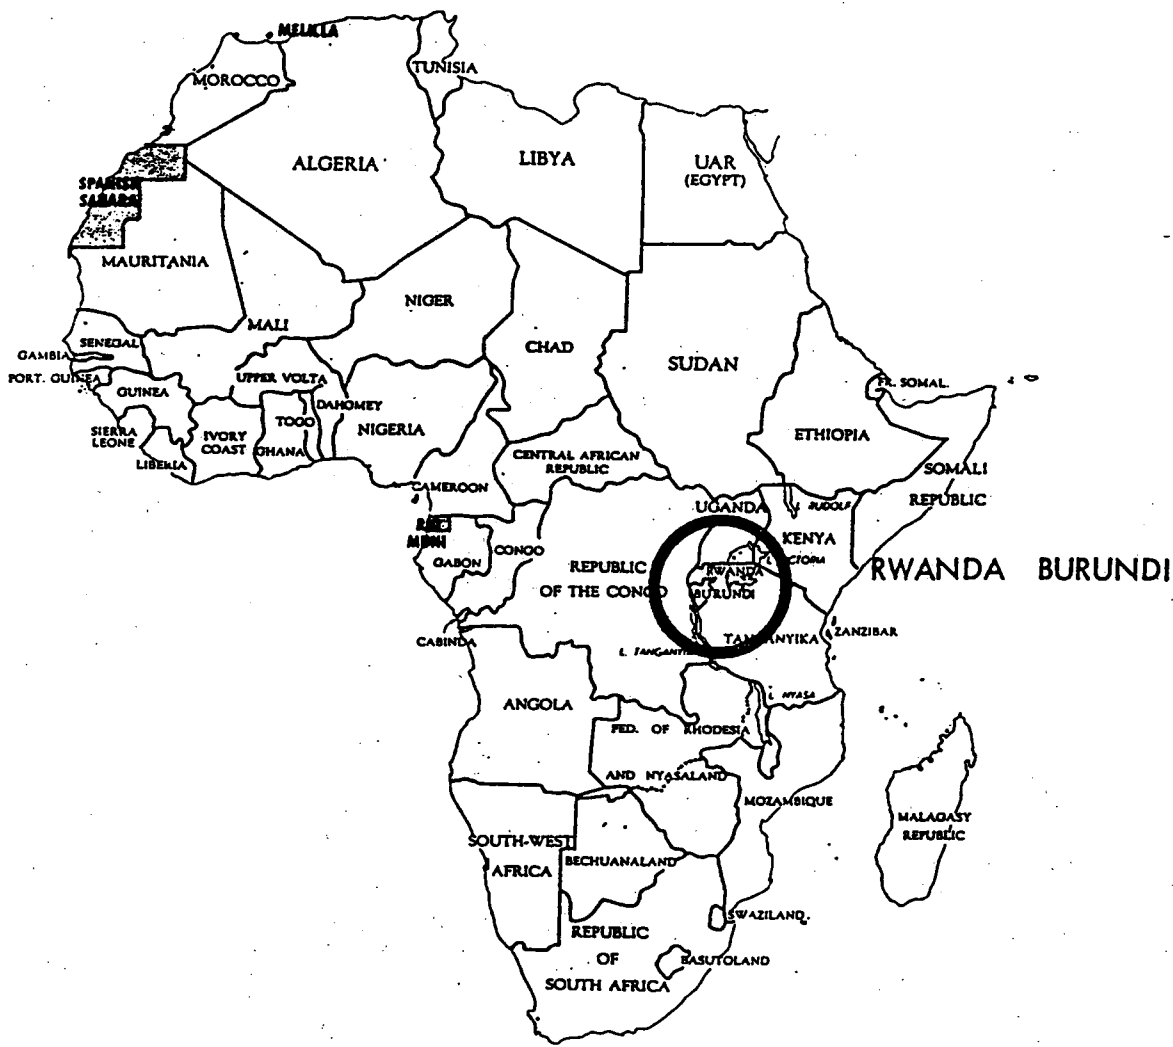 MELILLA
TUNISIA
MOROCCO
ALGERIA
LIBYA
UAR
(EGYPT)
SPANISH
SAHARA
MAURITANIA
NIGER
MALI
SENEGAL
CHAD
SUDAN
GAMBIA
PORT. GUINEA
GUINEA
UPPER VOLTA
FR. SOMAL.
DAHOMEY
TOGO
SIERRA
LEONE
IVORY
COAST
GHANA
NIGERIA
ETHIOPIA
LIBERIA
CENTRAL AFRICAN
REPUBLIC
SOMALI
REPUBLIC
CAMEROON
UGANDA
L. RUDOLF
KENYA
RIO
MUNI
CONGO
GABON
REPUBLIC
OF THE CONGO
RWANDA
BURUNDI
RWANDA BURUNDI
CABINDA
TANGANYIKA
ZANZIBAR
L. TANGANYIKA
L. NYASA
ANGOLA
FED. OF RHODESIA
AND NYASALAND
MOZAMBIQUE
MALAGASY
REPUBLIC
SOUTH-WEST
AFRICA
BECHUANALAND
SWAZILAND
REPUBLIC
OF
SOUTH AFRICA
BASUTOLAND